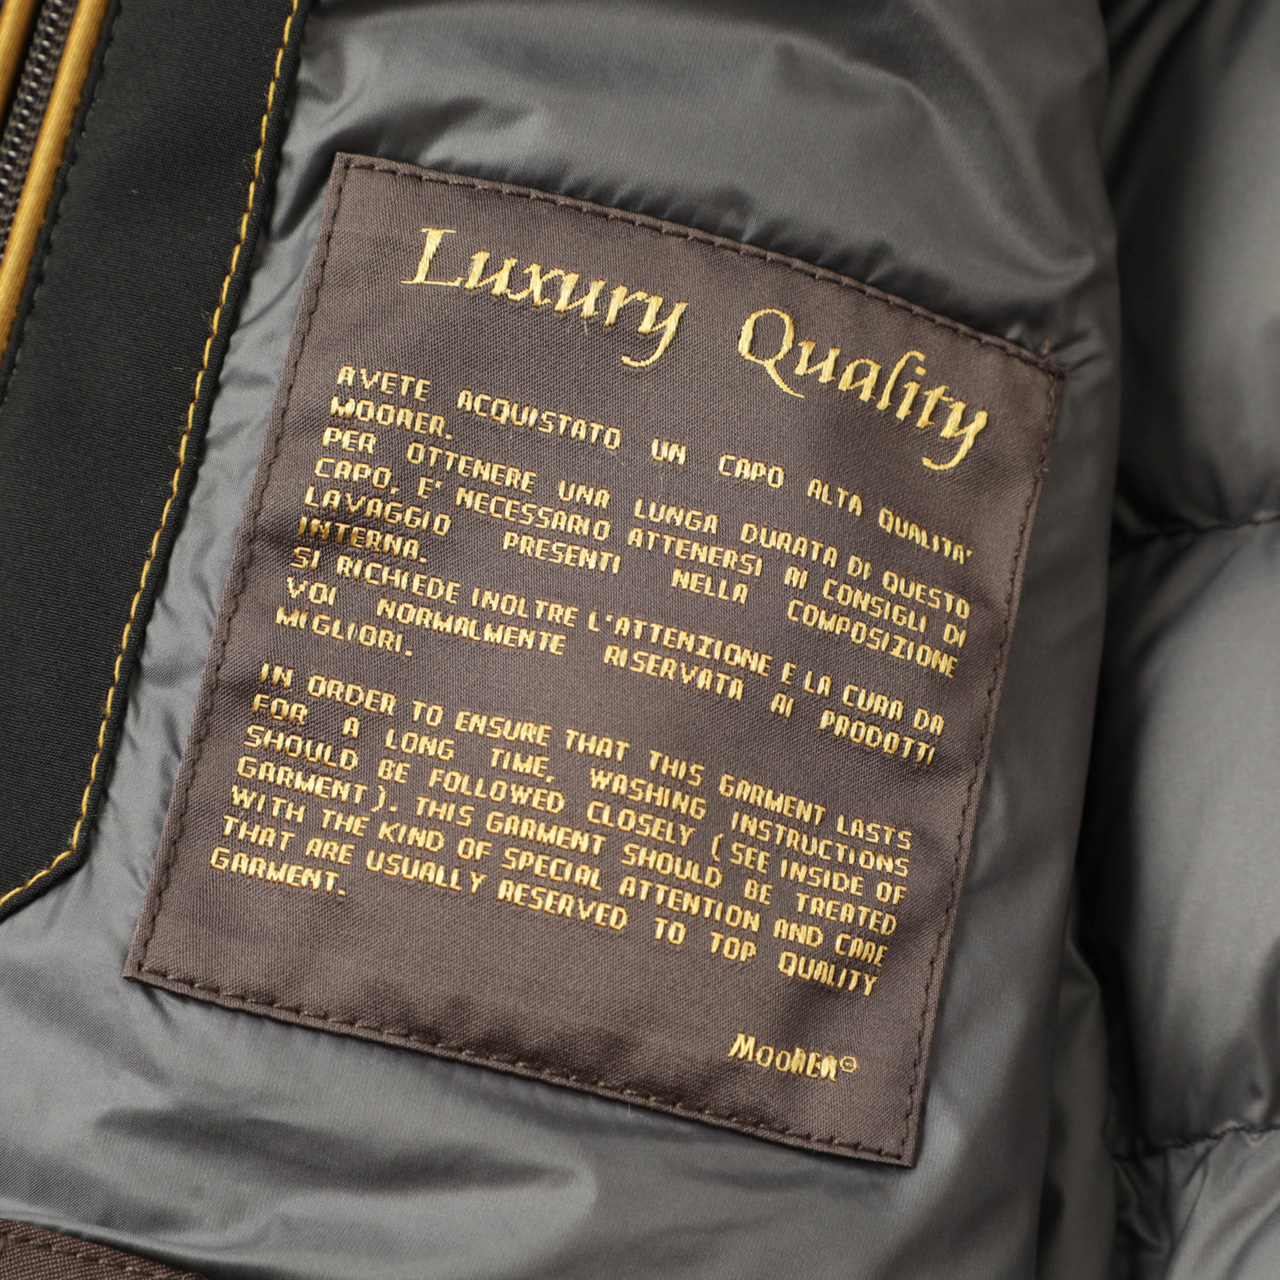 Luxury Quality
AVETE ACQUISTATO UN CAPO ALTA QUALITA'
MOORER.
PER OTTENERE UNA LUNGA DURATA DI QUESTO
CAPO, E' NECESSARIO ATTENERSI AI CONSIGLI DI
LAVAGGIO PRESENTI NELLA COMPOSIZIONE
INTERNA.
SI RICHIEDE INOLTRE L'ATTENZIONE E LA CURA DA
VOI NORMALMENTE RISERVATA AI PRODOTTI
MIGLIORI.
IN ORDER TO ENSURE THAT THIS GARMENT LASTS
FOR A LONG TIME, WASHING INSTRUCTIONS
SHOULD BE FOLLOWED CLOSELY (SEE INSIDE OF
GARMENT). THIS GARMENT SHOULD BE TREATED
WITH THE KIND OF SPECIAL ATTENTION AND CARE
THAT ARE USUALLY RESERVED TO TOP QUALITY
GARMENT.
MOORER®